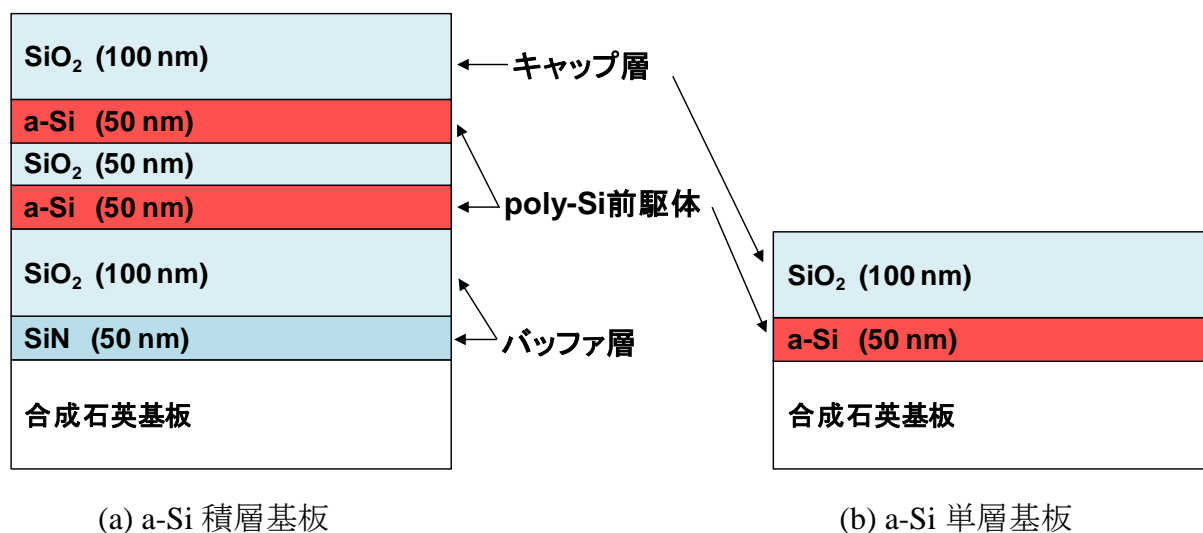 SiO₂ (100 nm)
a-Si (50 nm)
SiO₂ (50 nm)
a-Si (50 nm)
SiO₂ (100 nm)
SiN (50 nm)
合成石英基板
キャップ層
poly-Si前駆体
バッファ層
SiO₂ (100 nm)
a-Si (50 nm)
合成石英基板
(a) a-Si 積層基板
(b) a-Si 単層基板